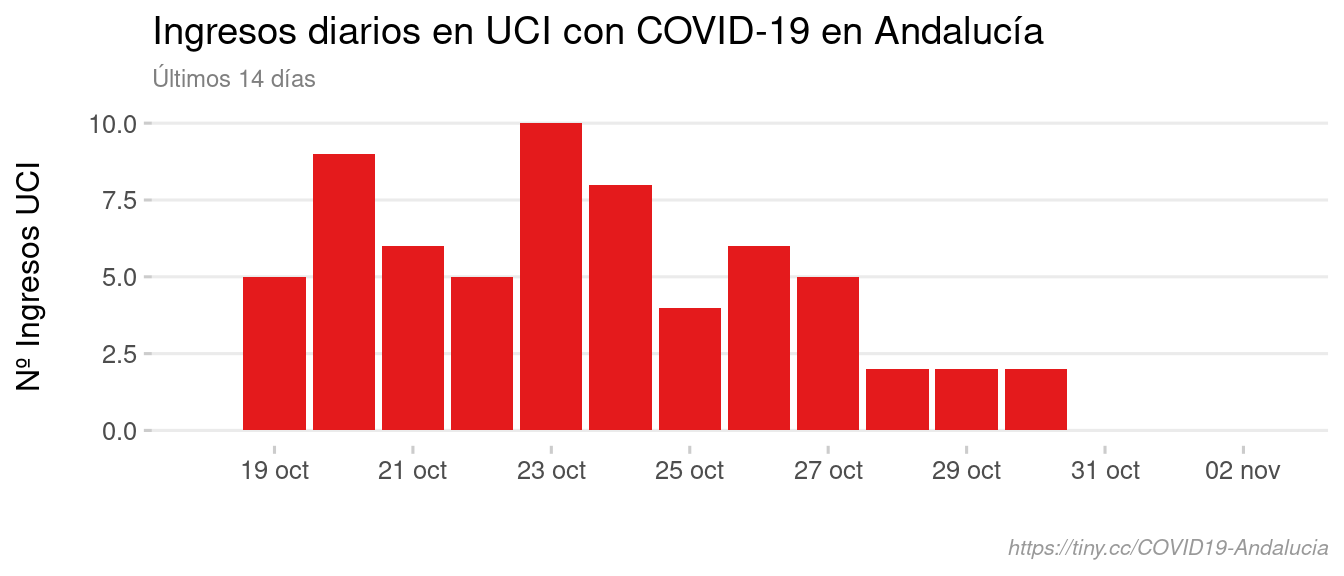 Ingresos diarios en UCI con COVID-19 en Andalucía
Últimos 14 días
Nº Ingresos UCI
10.0
7.5
5.0
2.5
0.0
19 oct 21 oct 23 oct 25 oct 27 oct 29 oct 31 oct 02 nov
https://tiny.cc/COVID19-Andalucia